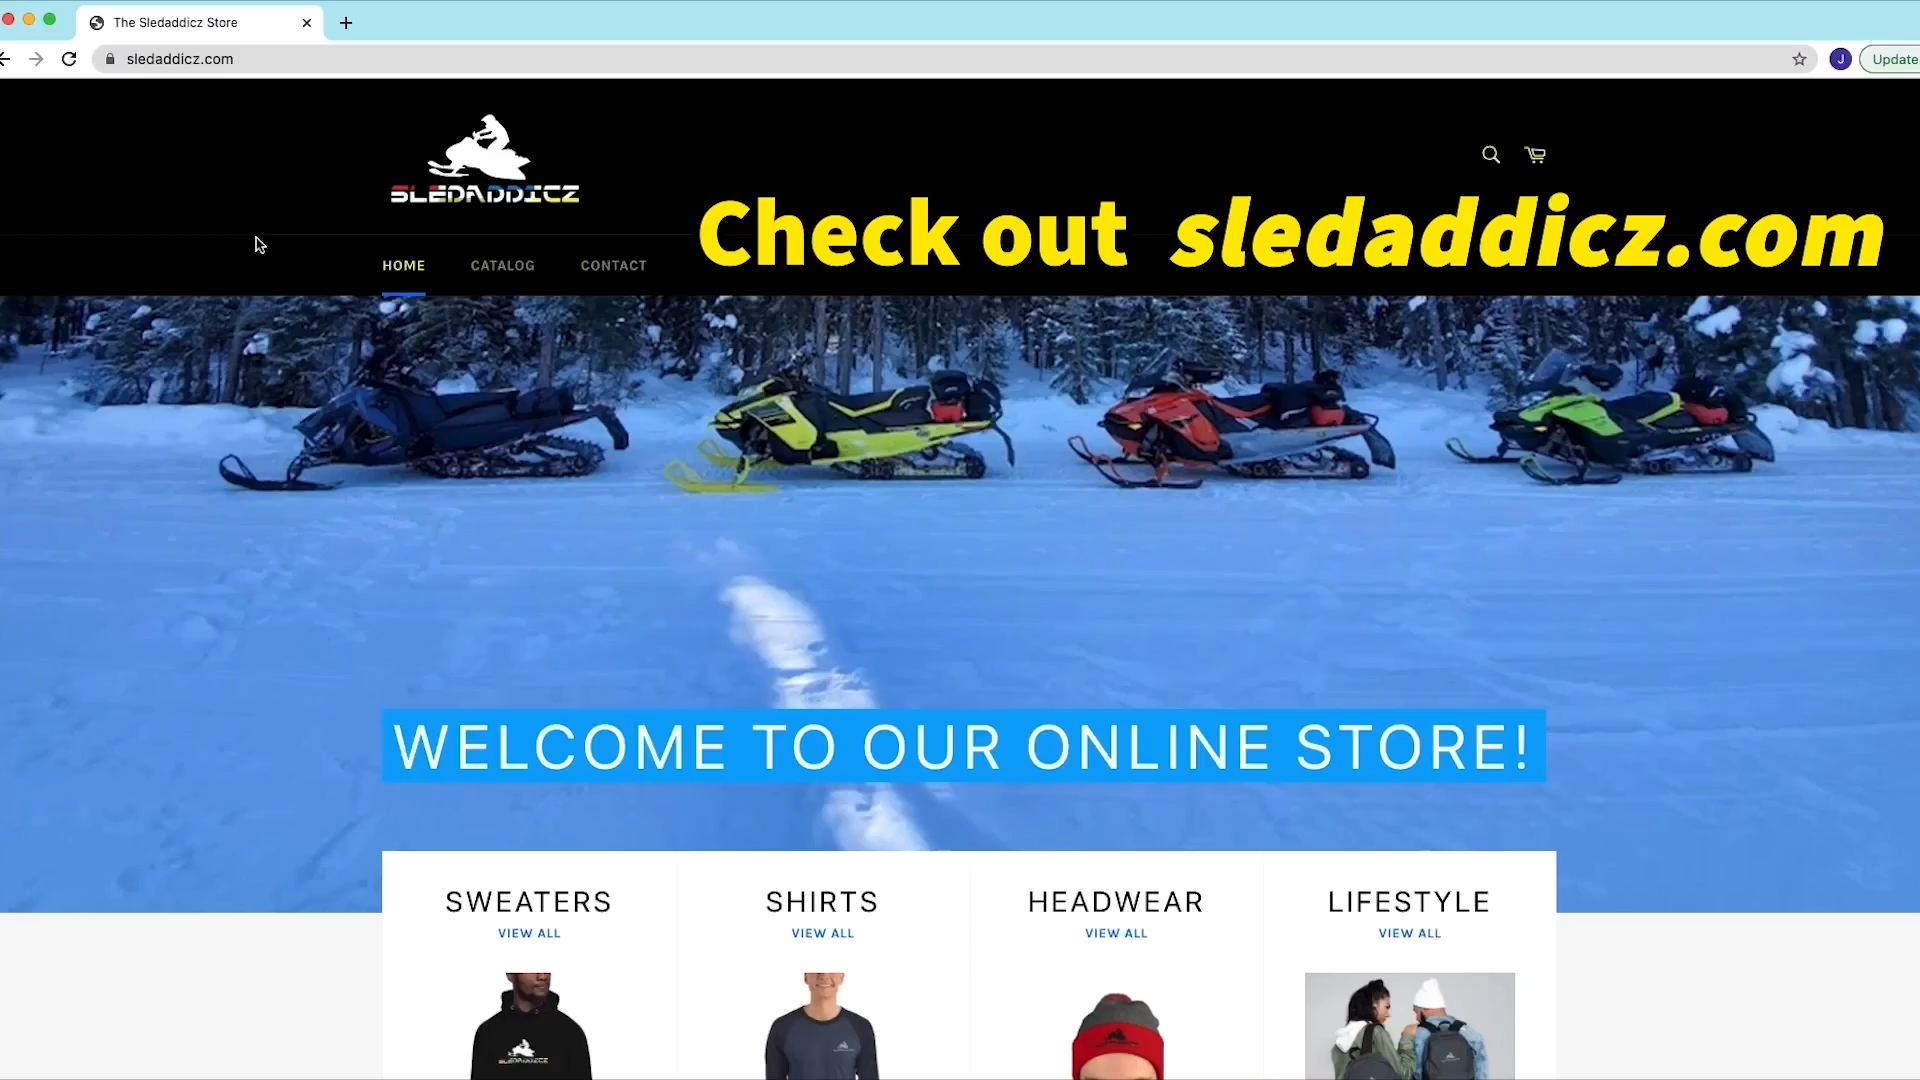 The Sledaddicz Store
sledaddicz.com
J
Update
SLEDADDICZ
Check out sledaddicz.com
HOME
CATALOG
CONTACT
WELCOME TO OUR ONLINE STORE!
SWEATERS
VIEW ALL
SHIRTS
VIEW ALL
HEADWEAR
VIEW ALL
LIFESTYLE
VIEW ALL
SLEDADDICZ